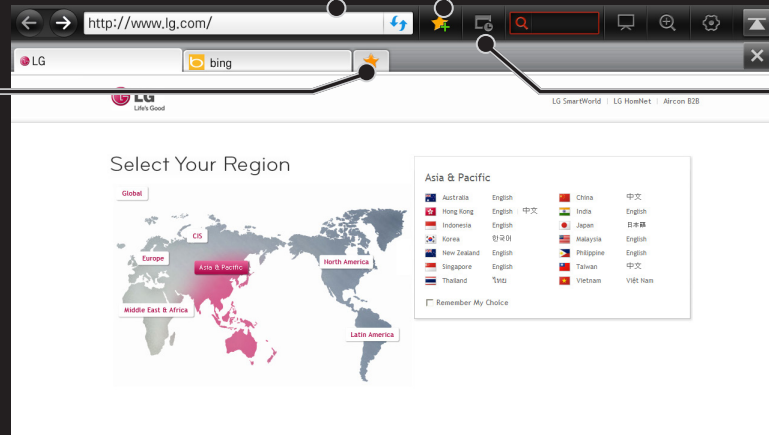 http://www.lg.com/
LG
bing
LG
Life's Good
LG SmartWorld | LG HomNet | Aircon B2B
Select Your Region
Global
CIS
Europe
Asia & Pacific
North America
Middle East & Africa
Latin America
Asia & Pacific
Australia English China 中文
Hong Kong English 中文 India English
Indonesia English Japan 日本語
Korea 한국어 Malaysia English
New Zealand English Philippine English
Singapore English Taiwan 中文
Thailand ไทย Vietnam Việt Nam
Remember My Choice